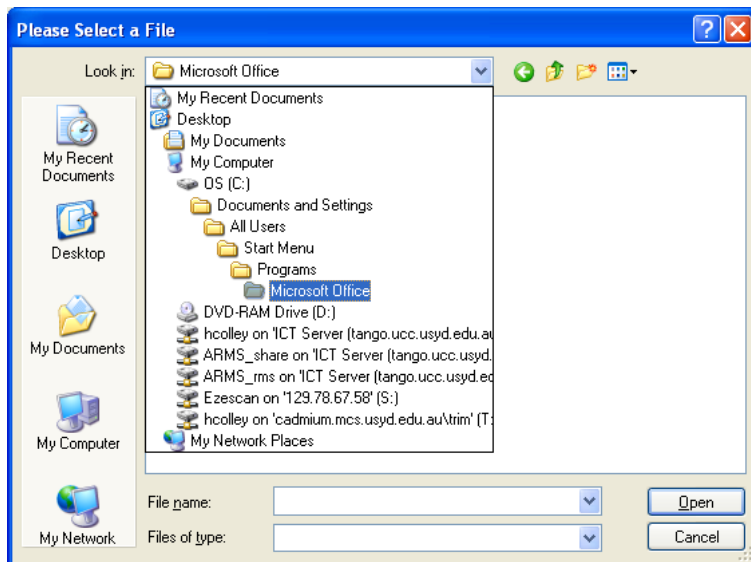 Please Select a File
Look in:
Microsoft Office
My Recent Documents
Desktop
My Documents
My Computer
OS (C:)
Documents and Settings
All Users
Start Menu
Programs
Microsoft Office
DVD-RAM Drive (D:)
hcolley on 'ICT Server (tango.ucc.usyd.edu.au
ARMS_share on 'ICT Server (tango.ucc.usyd.
ARMS_rms on 'ICT Server (tango.ucc.usyd.ed
Ezescan on '129.78.67.58' (S:)
hcolley on 'cadmium.mcs.usyd.edu.au\trim' (T:
My Network Places
My Recent
Documents
Desktop
My Documents
My Computer
My Network
File name:
Open
Files of type:
Cancel